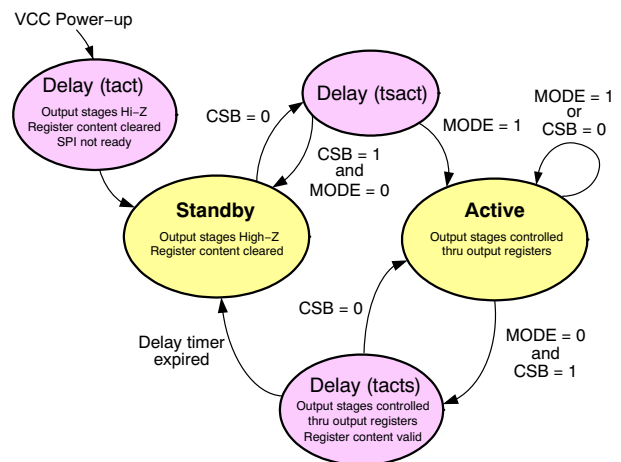 VCC Power−up
Delay (tact)
Output stages Hi−Z
Register content cleared
SPI not ready
CSB = 0
Delay (tsact)
CSB = 1
and
MODE = 0
MODE = 1
MODE = 1
or
CSB = 0
Standby
Output stages High−Z
Register content cleared
Active
Output stages controlled
thru output registers
Delay timer
expired
CSB = 0
MODE = 0
and
CSB = 1
Delay (tacts)
Output stages controlled
thru output registers
Register content valid